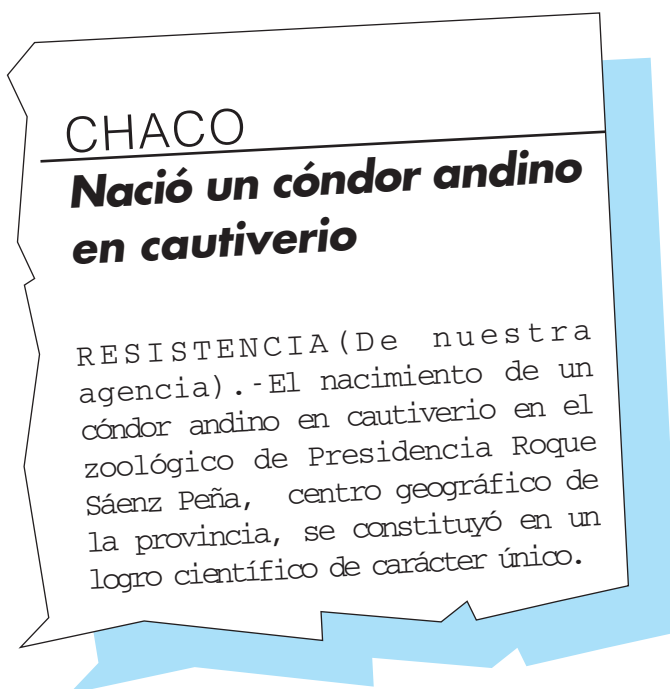 CHACO
Nació un cóndor andino
en cautiverio
RESISTENCIA(De nuestra
agencia).-El nacimiento de un
cóndor andino en cautiverio en el
zoológico de Presidencia Roque
Sáenz Peña, centro geográfico de
la provincia, se constituyó en un
logro científico de carácter único.